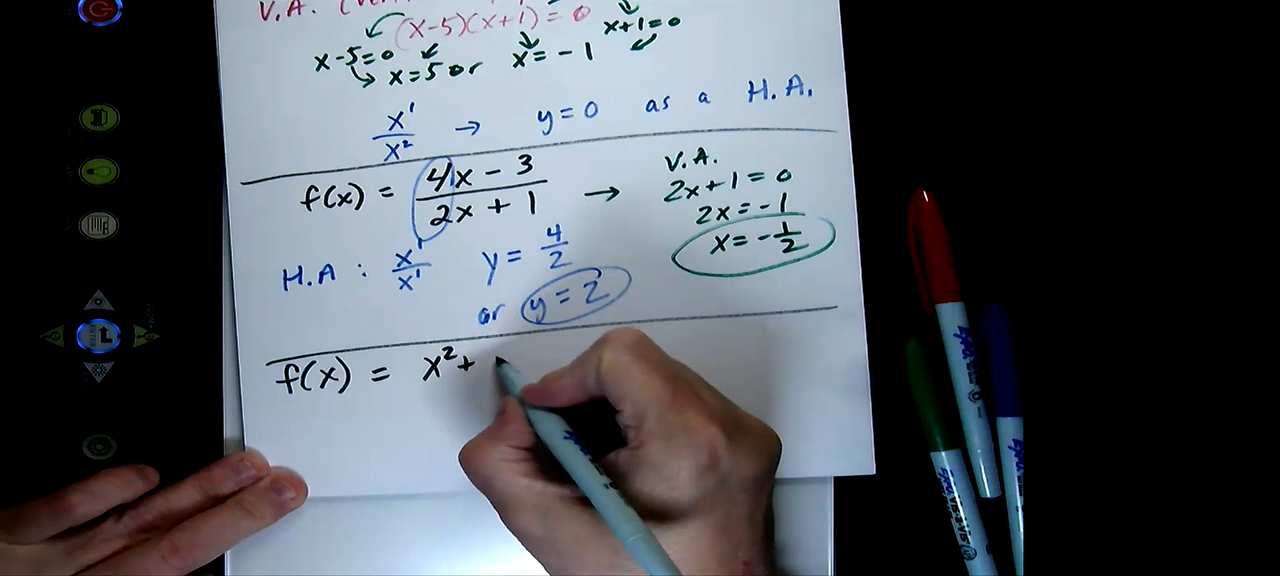 V.A. (Ver
(x-5)(x+1) = 0
x+1=0
x-5=0
x=5 or x=-1
x¹/x² → y=0 as a H.A.
f(x) = (4x-3)/(2x+1) →
V.A.
2x+1=0
2x=-1
x=-1/2
H.A : x¹/x¹ y=4/2
or y=2
f(x) = x²+